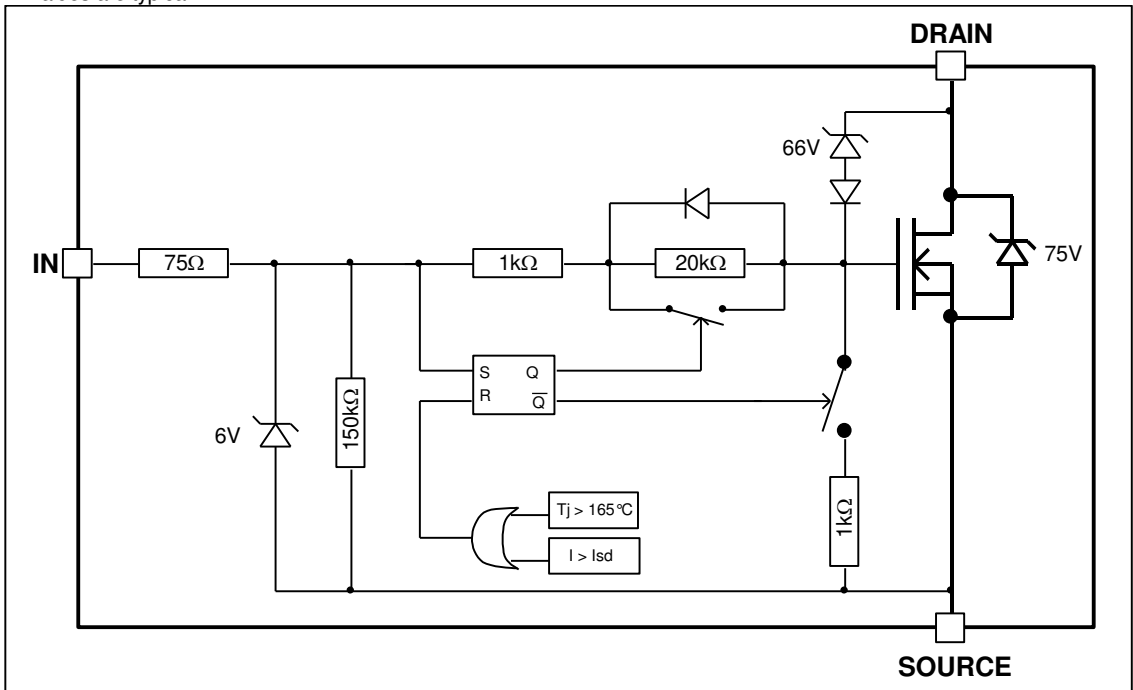 DRAIN
66V
IN
75Ω
1kΩ
20kΩ
75V
S Q
R Q̅
6V
150kΩ
Tj > 165°C
I > Isd
1kΩ
SOURCE